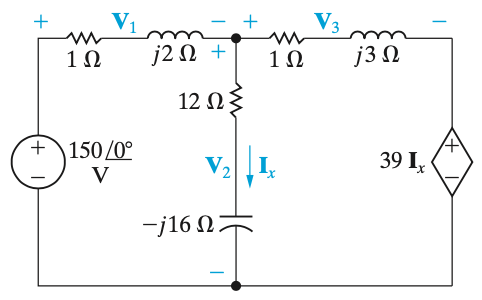 + V₁ − + V₃ −
1 Ω j2 Ω + 1 Ω j3 Ω
12 Ω
+ 150/0° V₂ Iₓ 39 Iₓ +
− V −
−j16 Ω
−